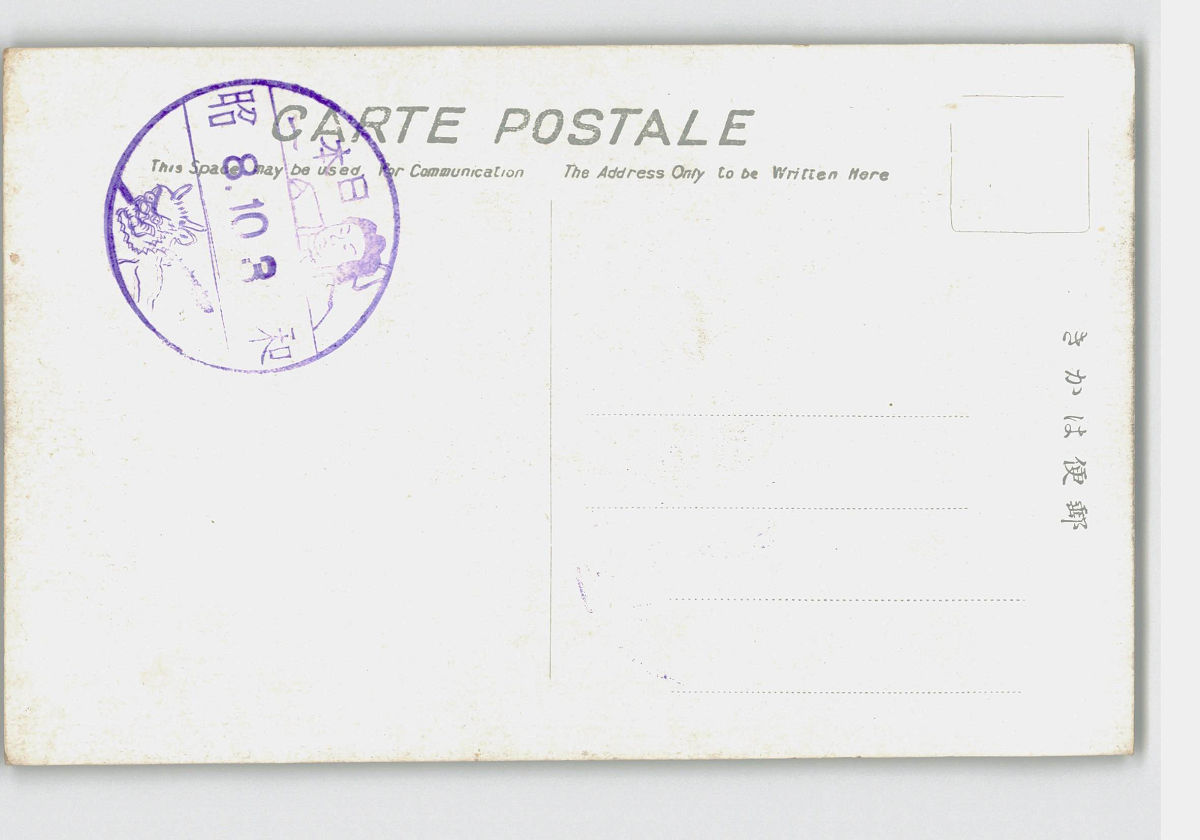 CARTE POSTALE
This Space may be used For Communication
The Address Only to be Written Here
郵便はかき
昭和
8.10.
日本